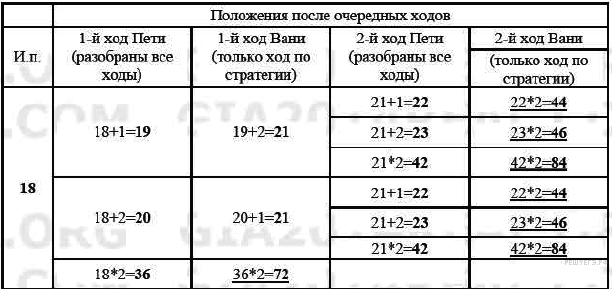 Положения после очередных ходов
И.п.
1-й ход Пети
(разобраны все
ходы)
1-й ход Вани
(только ход по
стратегии)
2-й ход Пети
(разобраны все
ходы)
2-й ход Вани
(только ход по
стратегии)
18
18+1=19
19+2=21
21+1=22
22*2=44
21+2=23
23*2=46
21*2=42
42*2=84
18+2=20
20+1=21
21+1=22
22*2=44
21+2=23
23*2=46
21*2=42
42*2=84
18*2=36
36*2=72